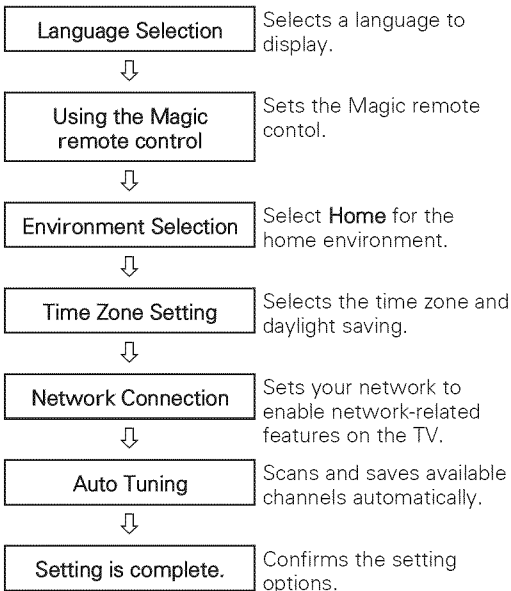 Language Selection
Selects a language to
display.
Using the Magic
remote control
Sets the Magic remote
contol.
Environment Selection
Select Home for the
home environment.
Time Zone Setting
Selects the time zone and
daylight saving.
Network Connection
Sets your network to
enable network-related
features on the TV.
Auto Tuning
Scans and saves available
channels automatically.
Setting is complete.
Confirms the setting
options.